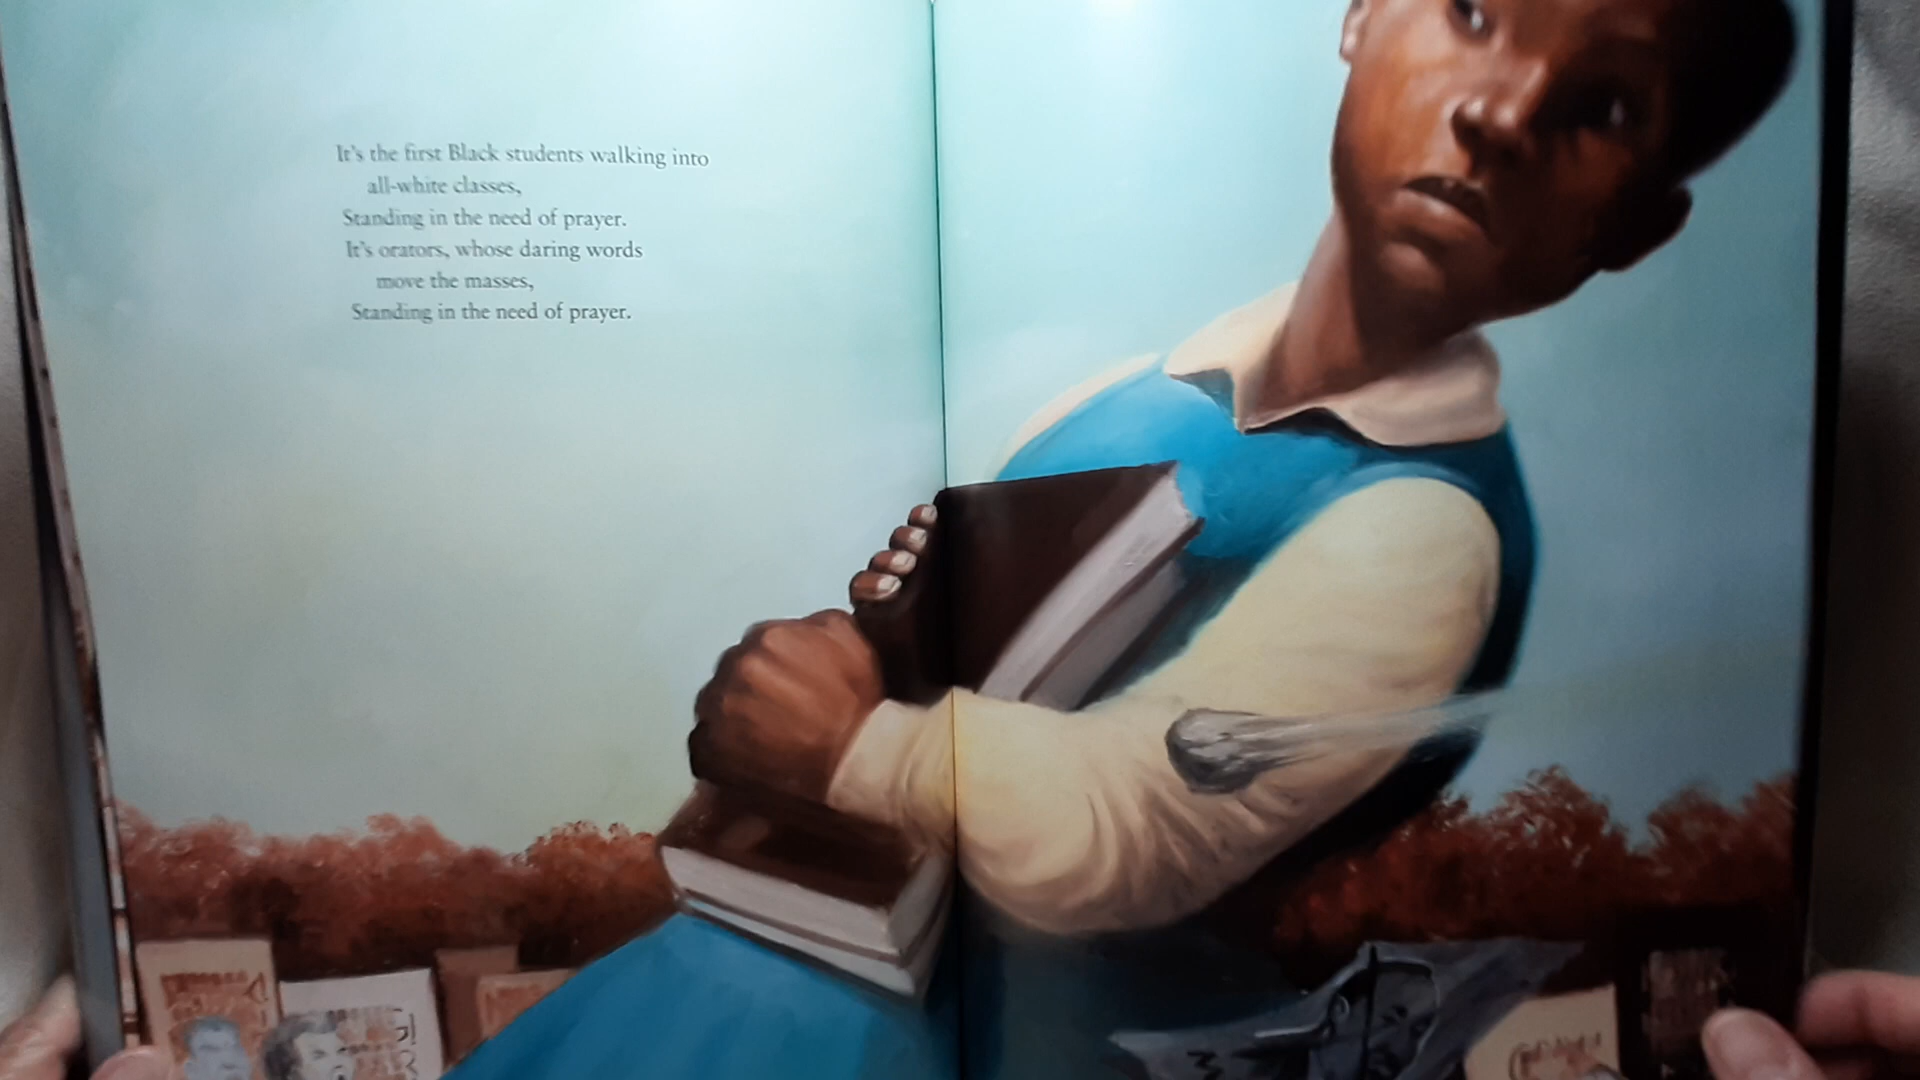 It's the first Black students walking into
all-white classes,
Standing in the need of prayer.
It's orators, whose daring words
move the masses,
Standing in the need of prayer.